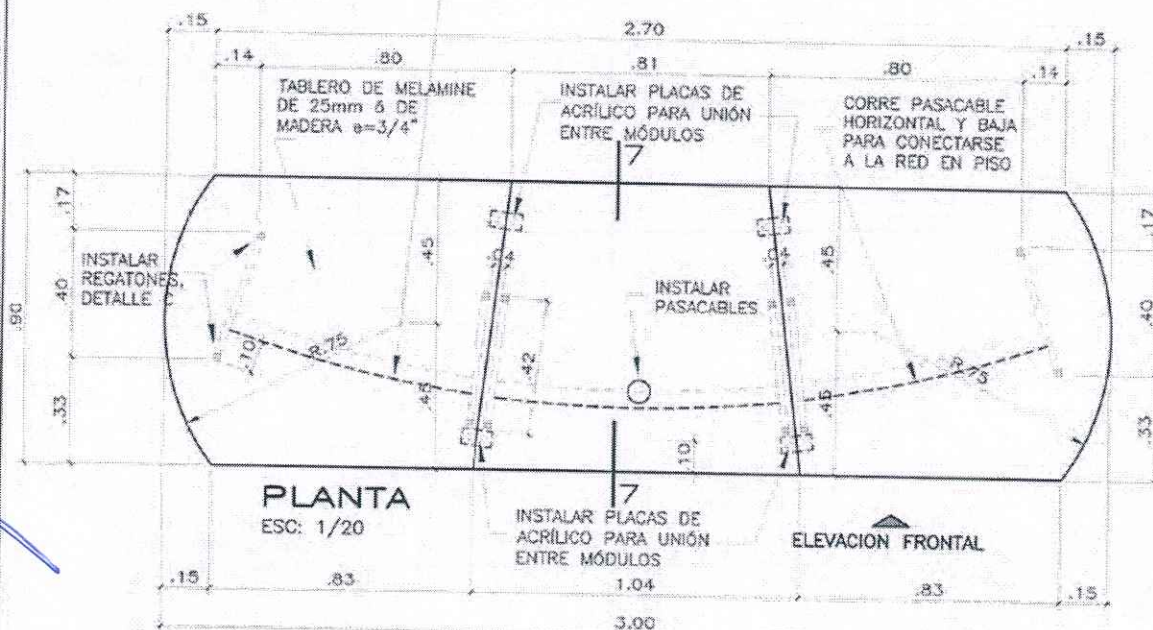 .15
2.70
.15
.14
.80
.81
.80
.14
TABLERO DE MELAMINE
DE 25mm ó DE
MADERA e=3/4"
INSTALAR PLACAS DE
ACRÍLICO PARA UNIÓN
ENTRE MÓDULOS
CORRE PASACABLE
HORIZONTAL Y BAJA
PARA CONECTARSE
A LA RED EN PISO
7
.17
.40
.33
.90
.45
.04
.04
.45
.17
.40
.33
INSTALAR
REGATONES,
DETALLE C
INSTALAR
PASACABLES
R.75
.10
.42
.45
.45
.10
PLANTA
ESC: 1/20
7
INSTALAR PLACAS DE
ACRÍLICO PARA UNIÓN
ENTRE MÓDULOS
ELEVACION FRONTAL
.15
.83
1.04
.83
.15
3.00